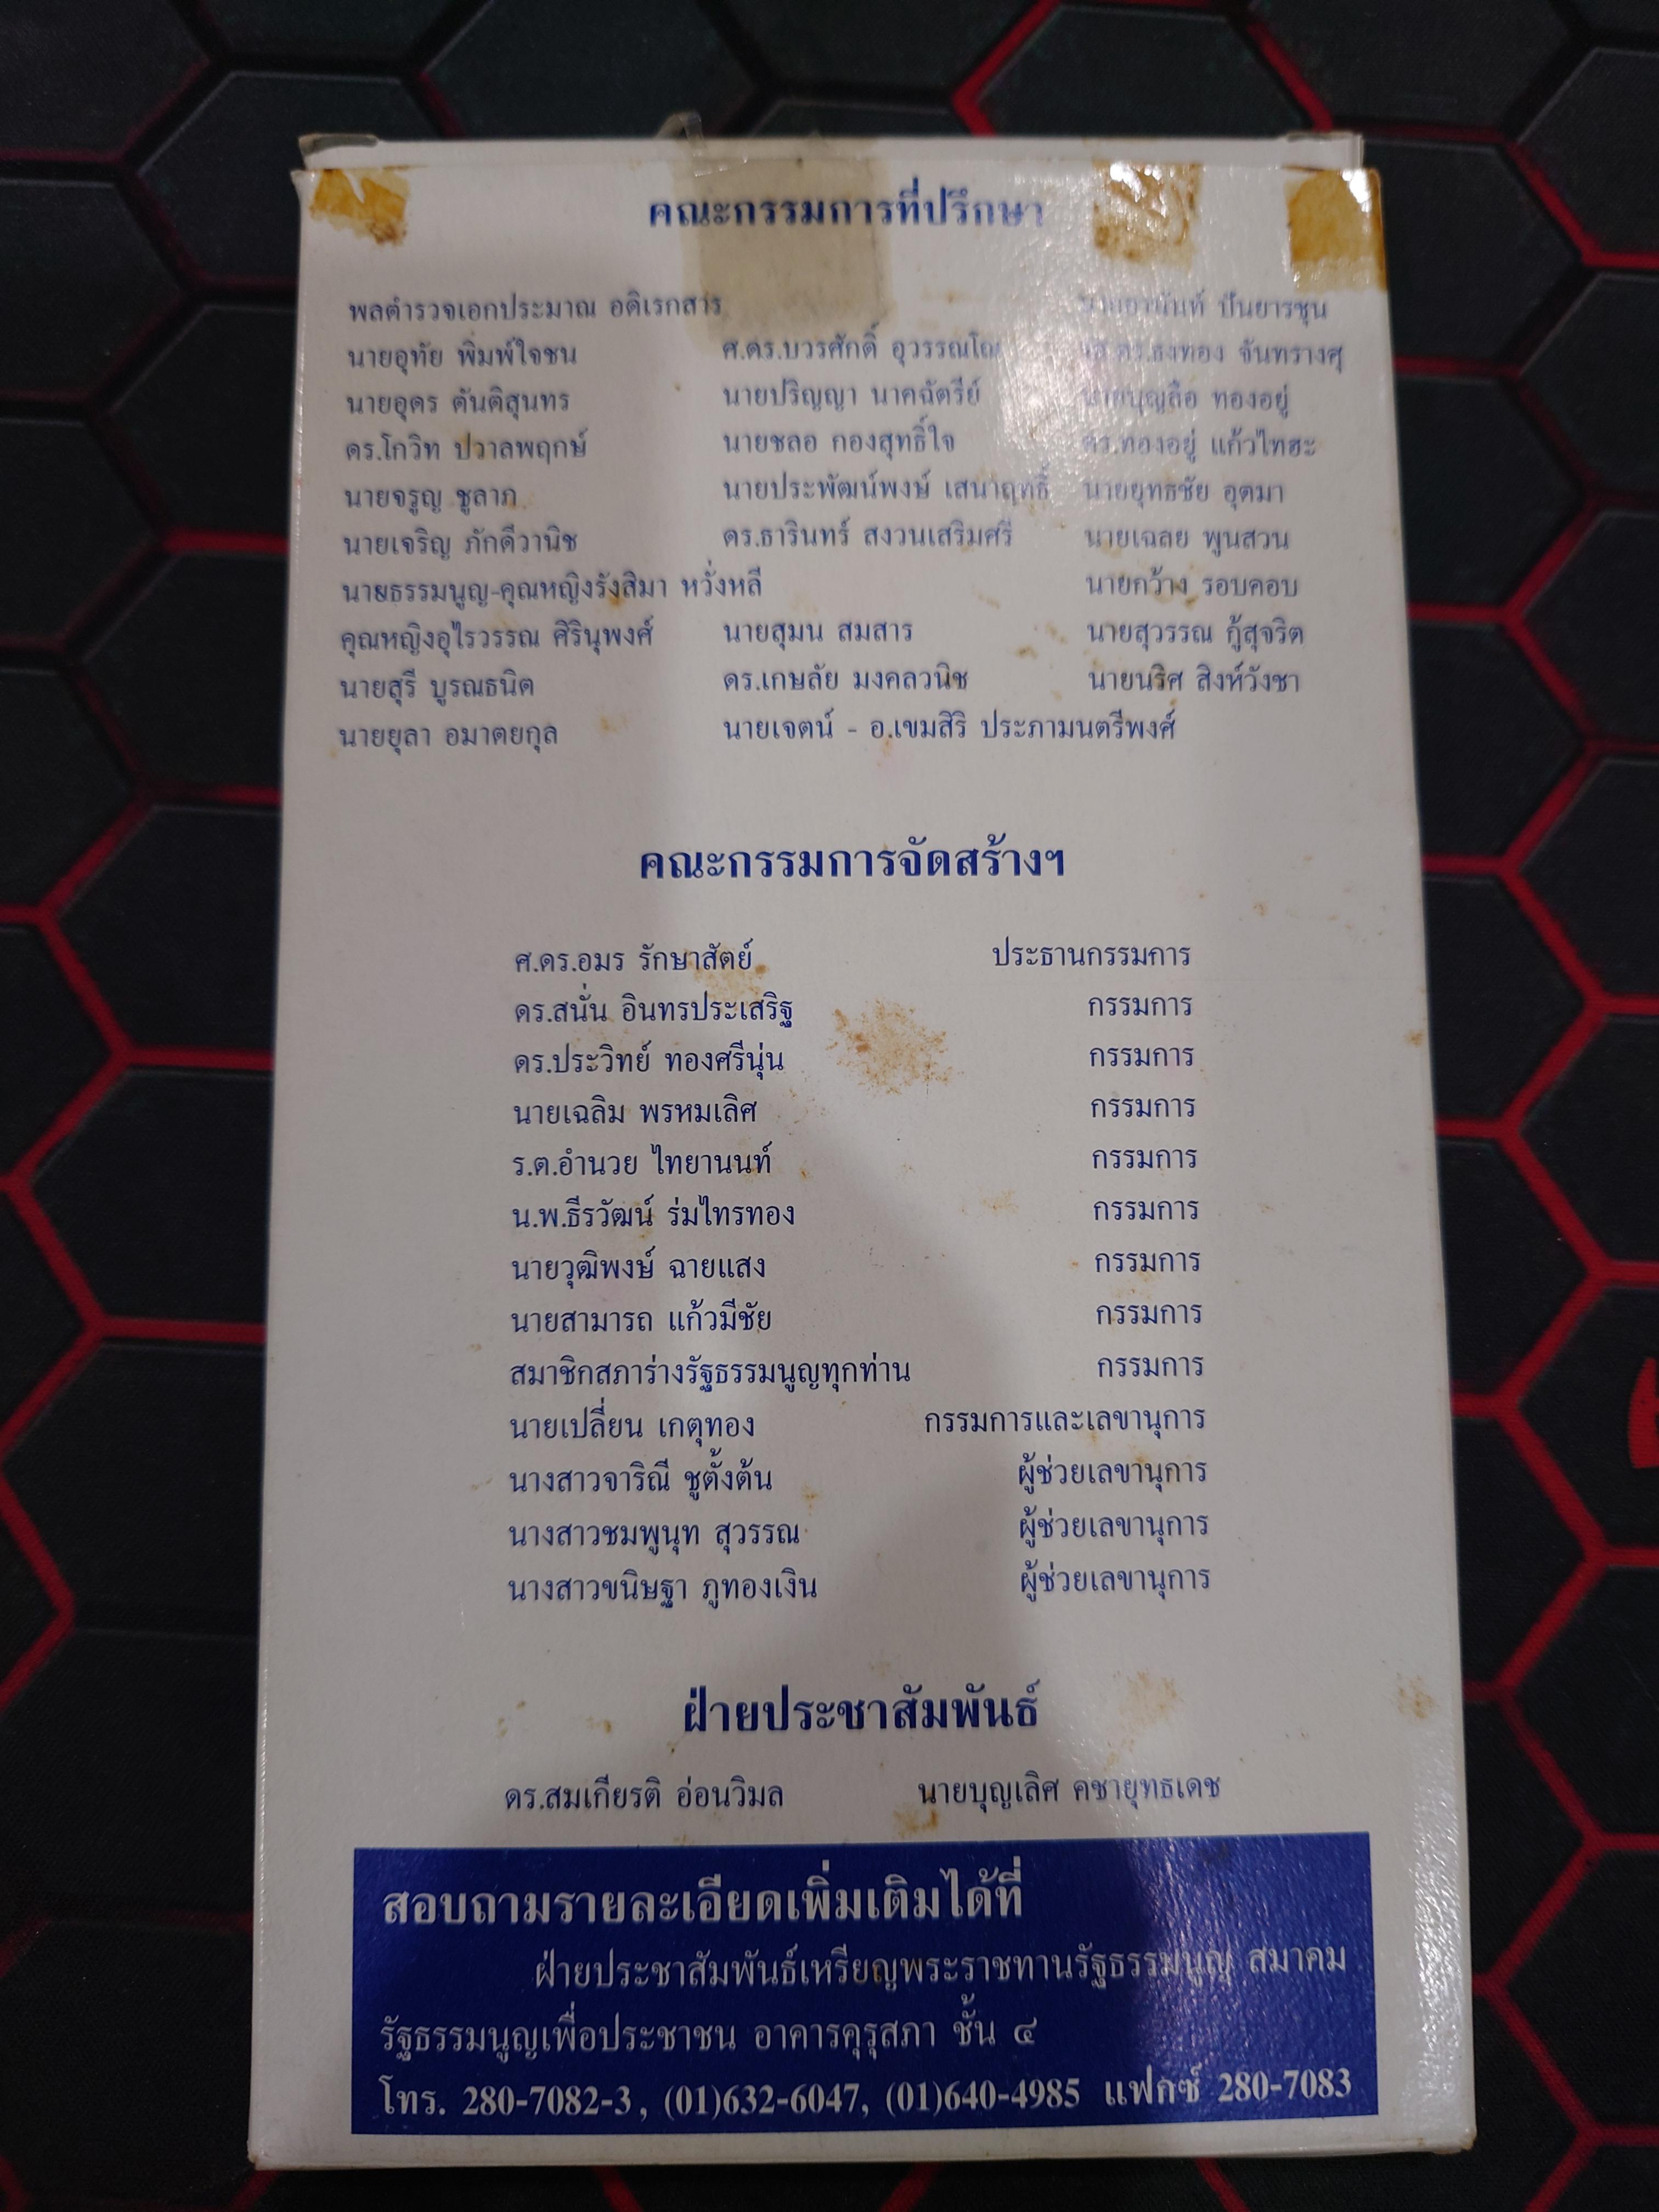 คณะกรรมการที่ปรึกษา
พลตำรวจเอกประมาณ อดิเรกสาร นายอานันท์ ปันยารชุน
นายอุทัย พิมพ์ใจชน ศ.ดร.บวรศักดิ์ อุวรรณโณ ดร.ธงทอง จันทรางศุ
นายอุดร ตันติสุนทร นายปริญญา นาคฉัตรีย์ นายบุญลือ ทองอยู่
ดร.โกวิท ปวาลพฤกษ์ นายชลอ กองสุทธิ์ใจ ดร.ทองอยู่ แก้วไทฮะ
นายจรูญ ชูลาภ นายประพัฒน์พงษ์ เสนาฤทธิ์ นายยุทธชัย อุตมา
นายเจริญ ภักดีวานิช ดร.ธารินทร์ สงวนเสริมศรี นายเฉลย พูนสวน
นายธรรมนูญ-คุณหญิงรังสิมา หวั่งหลี นายกว้าง รอบคอบ
คุณหญิงอุไรวรรณ ศิรินุพงศ์ นายสุมน สมสาร นายสุวรรณ กู้สุจริต
นายสุรี บูรณธนิต ดร.เกษลัย มงคลวนิช นายนริศ สิงห์วังชา
นายยุลา อมาตยกุล นายเจตน์ - อ.เขมสิริ ประภามนตรีพงศ์
คณะกรรมการจัดสร้างฯ
ศ.ดร.อมร รักษาสัตย์ ประธานกรรมการ
ดร.สนั่น อินทรประเสริฐ กรรมการ
ดร.ประวิทย์ ทองศรีนุ่น กรรมการ
นายเฉลิม พรหมเลิศ กรรมการ
ร.ต.อำนวย ไทยานนท์ กรรมการ
น.พ.ธีรวัฒน์ ร่มไทรทอง กรรมการ
นายวุฒิพงษ์ ฉายแสง กรรมการ
นายสามารถ แก้วมีชัย กรรมการ
สมาชิกสภาร่างรัฐธรรมนูญทุกท่าน กรรมการ
นายเปลี่ยน เกตุทอง กรรมการและเลขานุการ
นางสาวจาริณี ชูตั้งต้น ผู้ช่วยเลขานุการ
นางสาวชมพูนุท สุวรรณ ผู้ช่วยเลขานุการ
นางสาวขนิษฐา ภูทองเงิน ผู้ช่วยเลขานุการ
ฝ่ายประชาสัมพันธ์
ดร.สมเกียรติ อ่อนวิมล นายบุญเลิศ คชายุทธเดช
สอบถามรายละเอียดเพิ่มเติมได้ที่
ฝ่ายประชาสัมพันธ์เหรียญพระราชทานรัฐธรรมนูญ สมาคม
รัฐธรรมนูญเพื่อประชาชน อาคารคุรุสภา ชั้น ๔
โทร. 280-7082-3, (01)632-6047, (01)640-4985 แฟกซ์ 280-7083